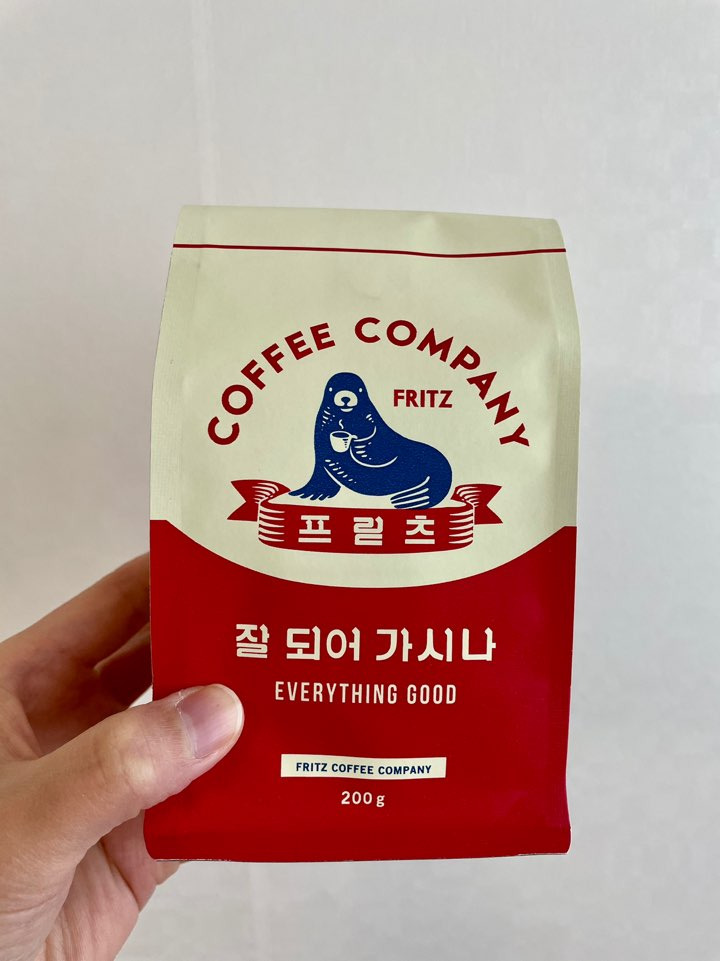 COFFEE COMPANY
FRITZ
프릳츠
잘 되어 가시나
EVERYTHING GOOD
FRITZ COFFEE COMPANY
200g